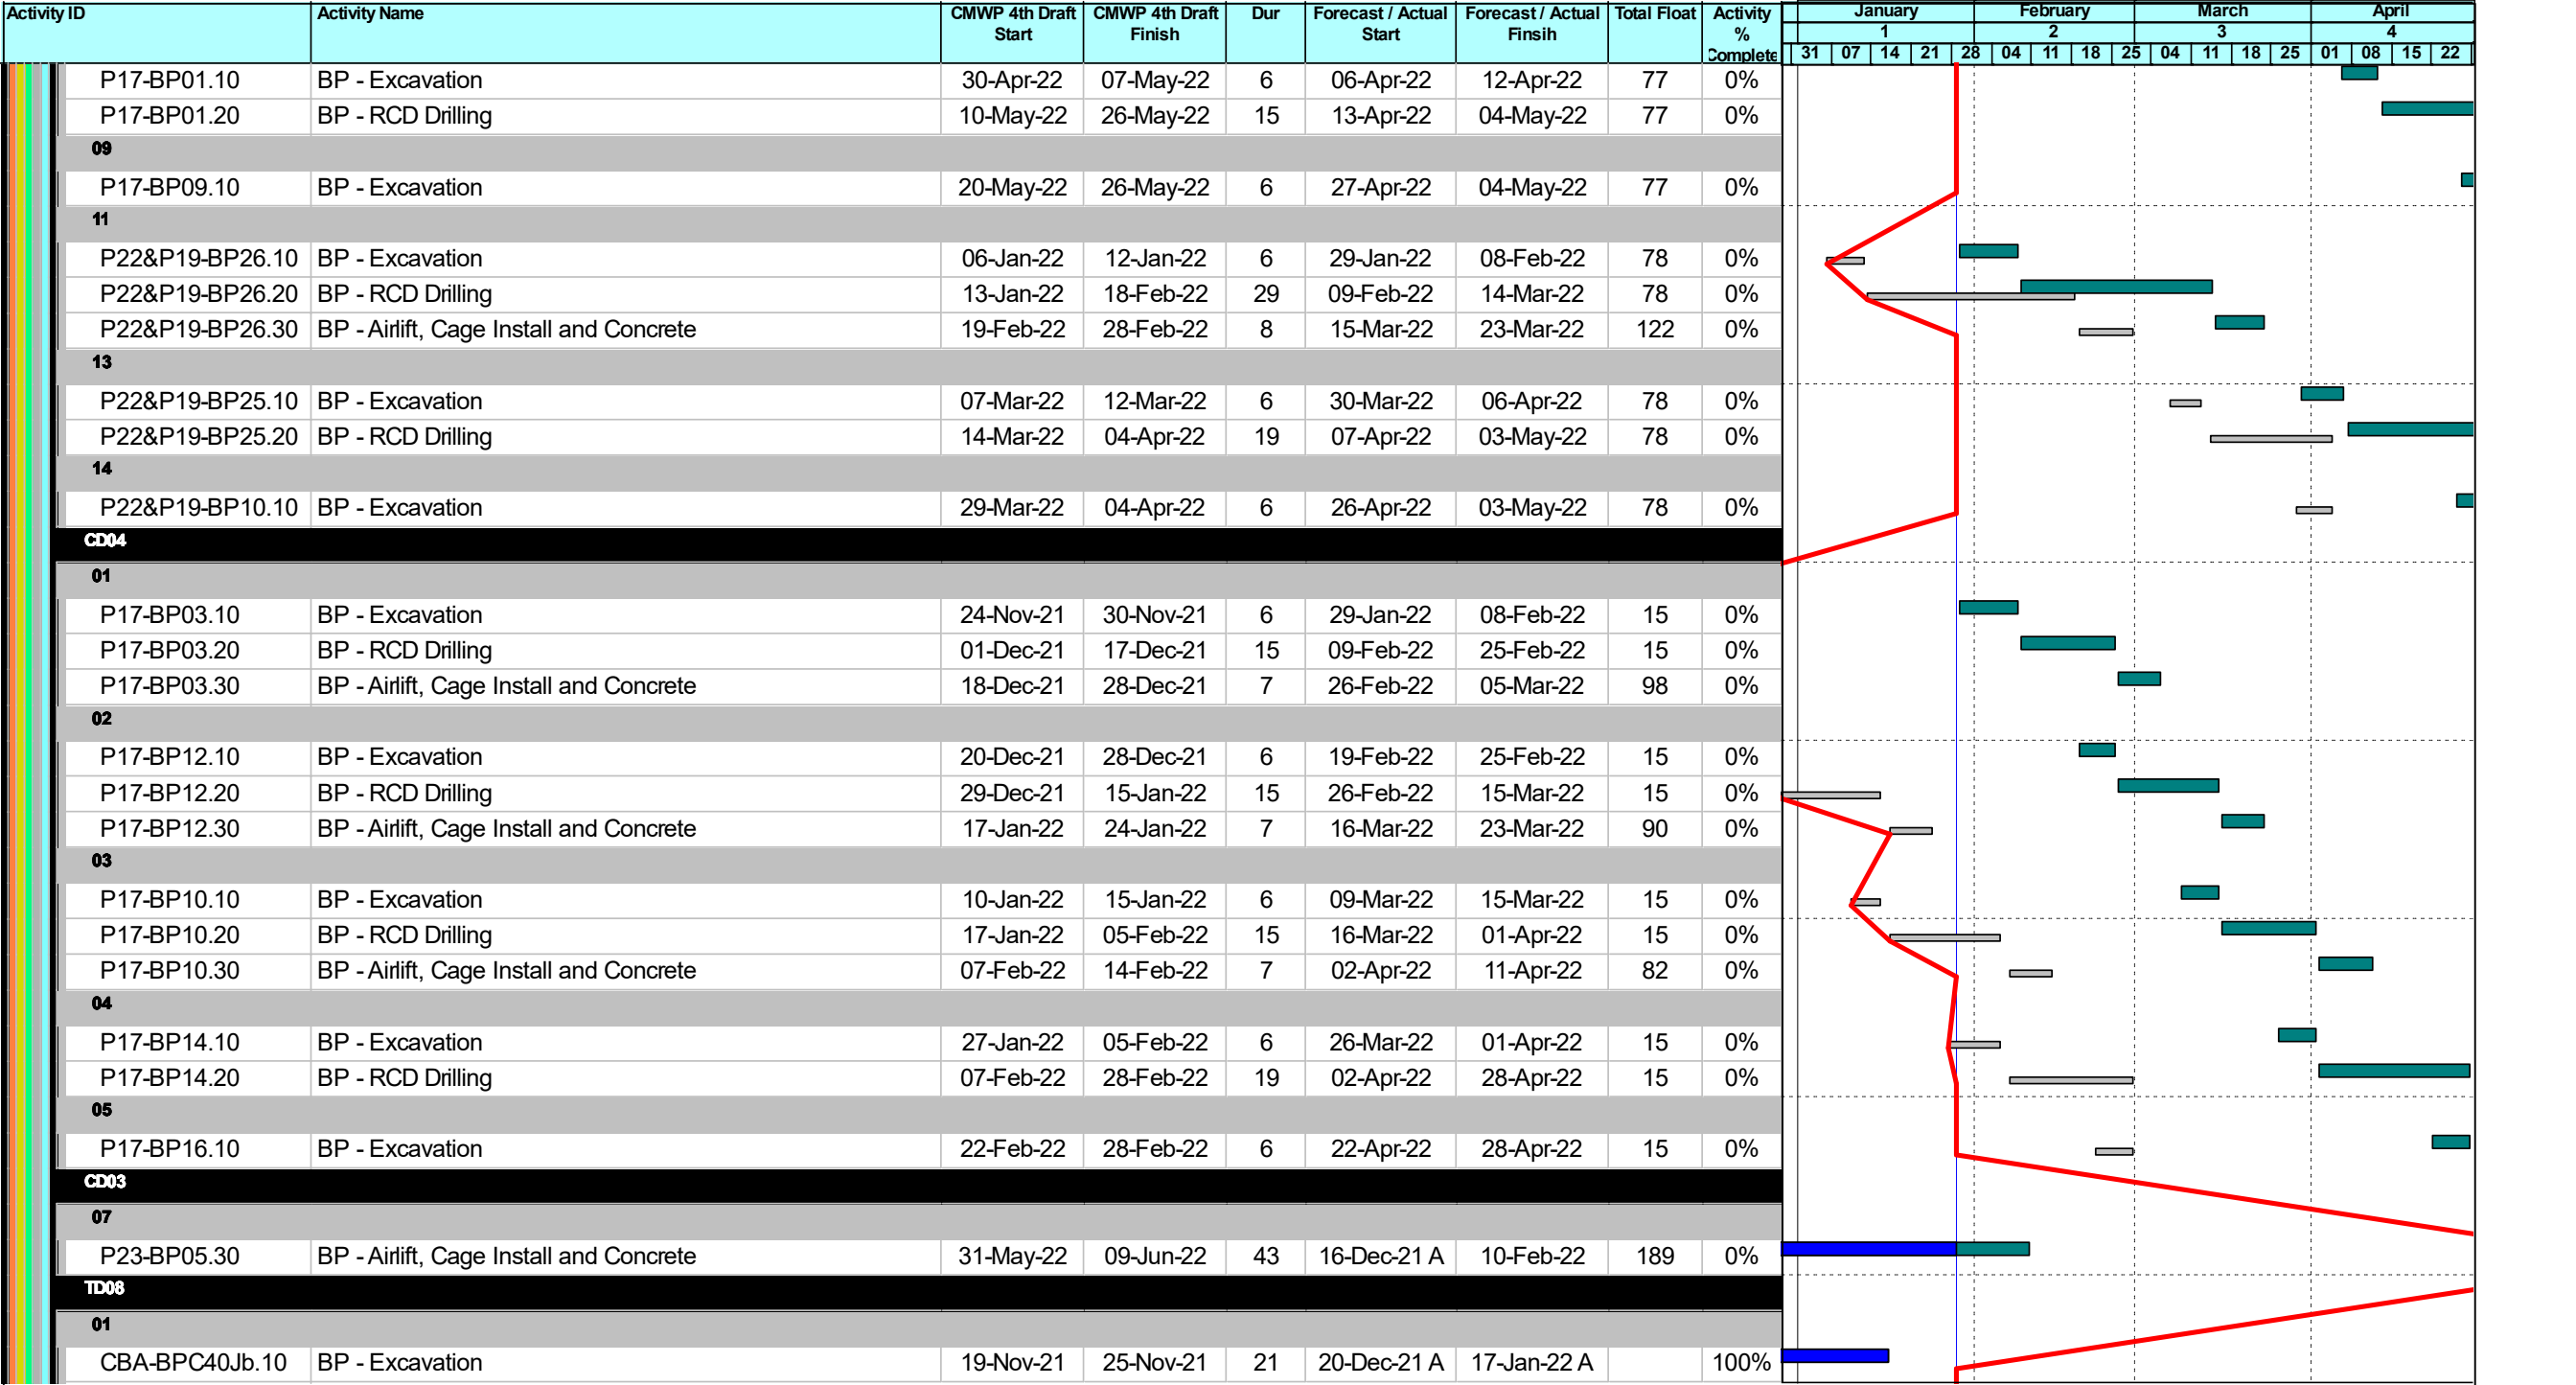 Activity ID Activity Name CMWP 4th Draft Start CMWP 4th Draft Finish Dur Forecast / Actual Start Forecast / Actual Finsih Total Float Activity % Complete January February March April
1 2 3 4
31 07 14 21 28 04 11 18 25 04 11 18 25 01 08 15 22
P17-BP01.10 BP - Excavation 30-Apr-22 07-May-22 6 06-Apr-22 12-Apr-22 77 0%
P17-BP01.20 BP - RCD Drilling 10-May-22 26-May-22 15 13-Apr-22 04-May-22 77 0%
09
P17-BP09.10 BP - Excavation 20-May-22 26-May-22 6 27-Apr-22 04-May-22 77 0%
11
P22&P19-BP26.10 BP - Excavation 06-Jan-22 12-Jan-22 6 29-Jan-22 08-Feb-22 78 0%
P22&P19-BP26.20 BP - RCD Drilling 13-Jan-22 18-Feb-22 29 09-Feb-22 14-Mar-22 78 0%
P22&P19-BP26.30 BP - Airlift, Cage Install and Concrete 19-Feb-22 28-Feb-22 8 15-Mar-22 23-Mar-22 122 0%
13
P22&P19-BP25.10 BP - Excavation 07-Mar-22 12-Mar-22 6 30-Mar-22 06-Apr-22 78 0%
P22&P19-BP25.20 BP - RCD Drilling 14-Mar-22 04-Apr-22 19 07-Apr-22 03-May-22 78 0%
14
P22&P19-BP10.10 BP - Excavation 29-Mar-22 04-Apr-22 6 26-Apr-22 03-May-22 78 0%
CD04
01
P17-BP03.10 BP - Excavation 24-Nov-21 30-Nov-21 6 29-Jan-22 08-Feb-22 15 0%
P17-BP03.20 BP - RCD Drilling 01-Dec-21 17-Dec-21 15 09-Feb-22 25-Feb-22 15 0%
P17-BP03.30 BP - Airlift, Cage Install and Concrete 18-Dec-21 28-Dec-21 7 26-Feb-22 05-Mar-22 98 0%
02
P17-BP12.10 BP - Excavation 20-Dec-21 28-Dec-21 6 19-Feb-22 25-Feb-22 15 0%
P17-BP12.20 BP - RCD Drilling 29-Dec-21 15-Jan-22 15 26-Feb-22 15-Mar-22 15 0%
P17-BP12.30 BP - Airlift, Cage Install and Concrete 17-Jan-22 24-Jan-22 7 16-Mar-22 23-Mar-22 90 0%
03
P17-BP10.10 BP - Excavation 10-Jan-22 15-Jan-22 6 09-Mar-22 15-Mar-22 15 0%
P17-BP10.20 BP - RCD Drilling 17-Jan-22 05-Feb-22 15 16-Mar-22 01-Apr-22 15 0%
P17-BP10.30 BP - Airlift, Cage Install and Concrete 07-Feb-22 14-Feb-22 7 02-Apr-22 11-Apr-22 82 0%
04
P17-BP14.10 BP - Excavation 27-Jan-22 05-Feb-22 6 26-Mar-22 01-Apr-22 15 0%
P17-BP14.20 BP - RCD Drilling 07-Feb-22 28-Feb-22 19 02-Apr-22 28-Apr-22 15 0%
05
P17-BP16.10 BP - Excavation 22-Feb-22 28-Feb-22 6 22-Apr-22 28-Apr-22 15 0%
CD03
07
P23-BP05.30 BP - Airlift, Cage Install and Concrete 31-May-22 09-Jun-22 43 16-Dec-21 A 10-Feb-22 189 0%
TD08
01
CBA-BPC40Jb.10 BP - Excavation 19-Nov-21 25-Nov-21 21 20-Dec-21 A 17-Jan-22 A 100%